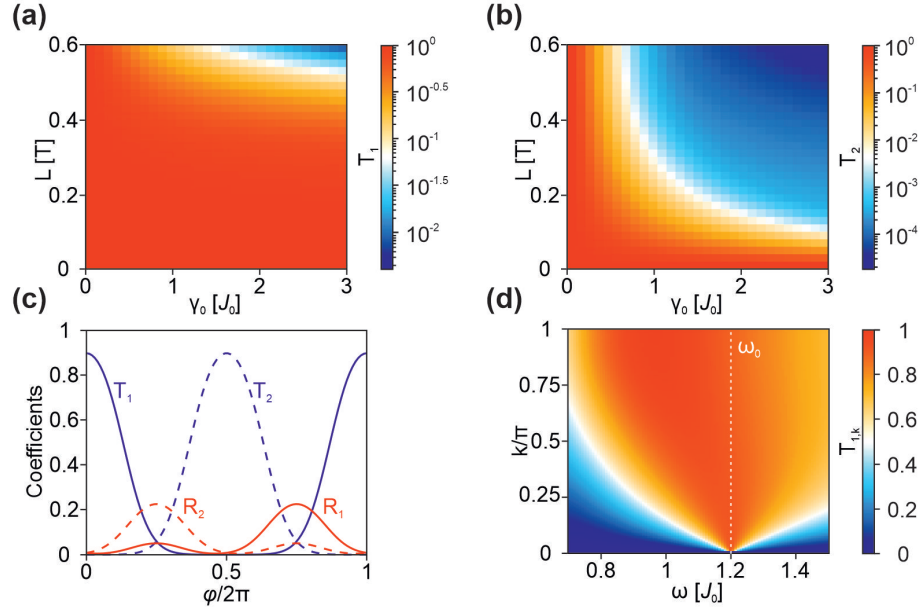 (a)
0.6
0.4
0.2
0
L [T]
0 1 2 3
γ₀ [J₀]
T₁
10⁰
10⁻⁰·⁵
10⁻¹
10⁻¹·⁵
10⁻²
(b)
0.6
0.4
0.2
0
L [T]
0 1 2 3
γ₀ [J₀]
T₂
10⁰
10⁻¹
10⁻²
10⁻³
10⁻⁴
(c)
1
0.8
0.6
0.4
0.2
0
Coefficients
T₁
T₂
R₂
R₁
0 0.5 1
φ/2π
(d)
1
0.75
0.5
0.25
0
k/π
ω₀
0.8 1.0 1.2 1.4
ω [J₀]
T₁,ₖ
1
0.8
0.6
0.4
0.2
0